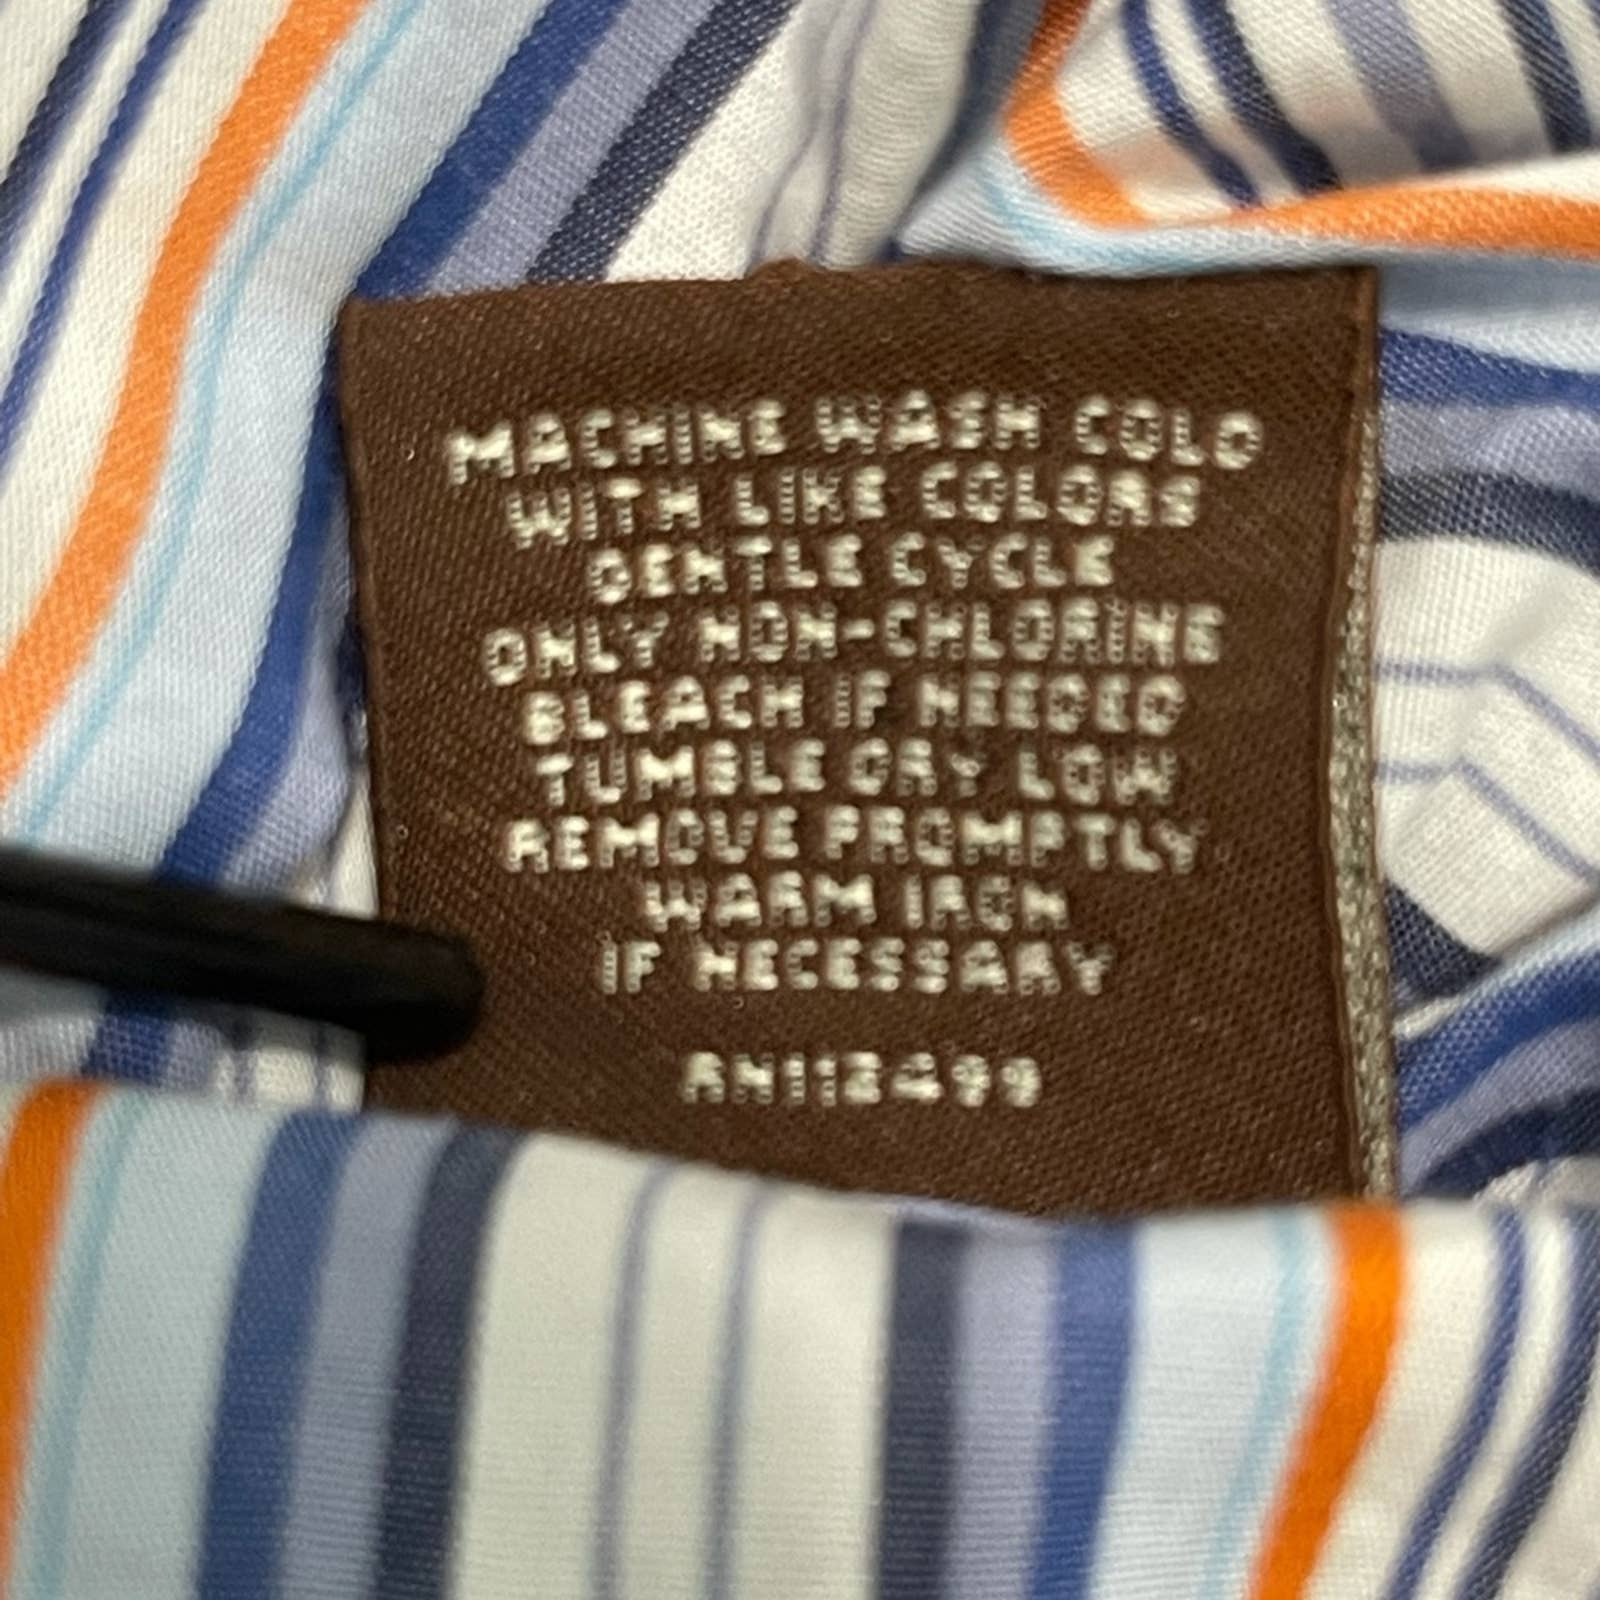 MACHINE WASH COLD
WITH LIKE COLORS
GENTLE CYCLE
ONLY NON-CHLORINE
BLEACH IF NEEDED
TUMBLE DRY LOW
REMOVE PROMPTLY
WARM IRON
IF NECESSARY
RN112499